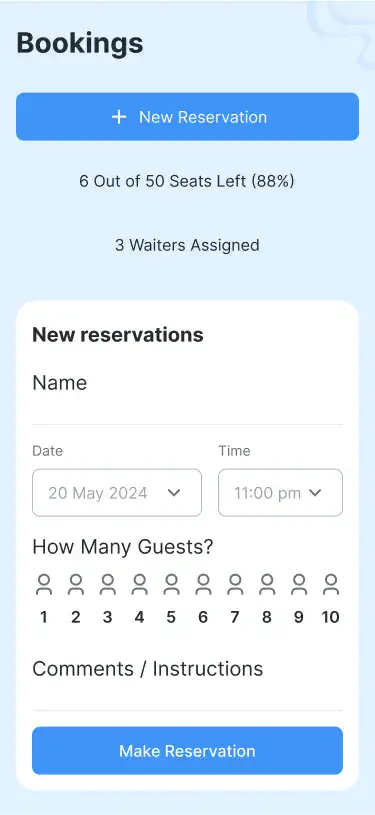 Bookings
+ New Reservation
6 Out of 50 Seats Left (88%)
3 Waiters Assigned
New reservations
Name
Date Time
20 May 2024 11:00 pm
How Many Guests?
1 2 3 4 5 6 7 8 9 10
Comments / Instructions
Make Reservation